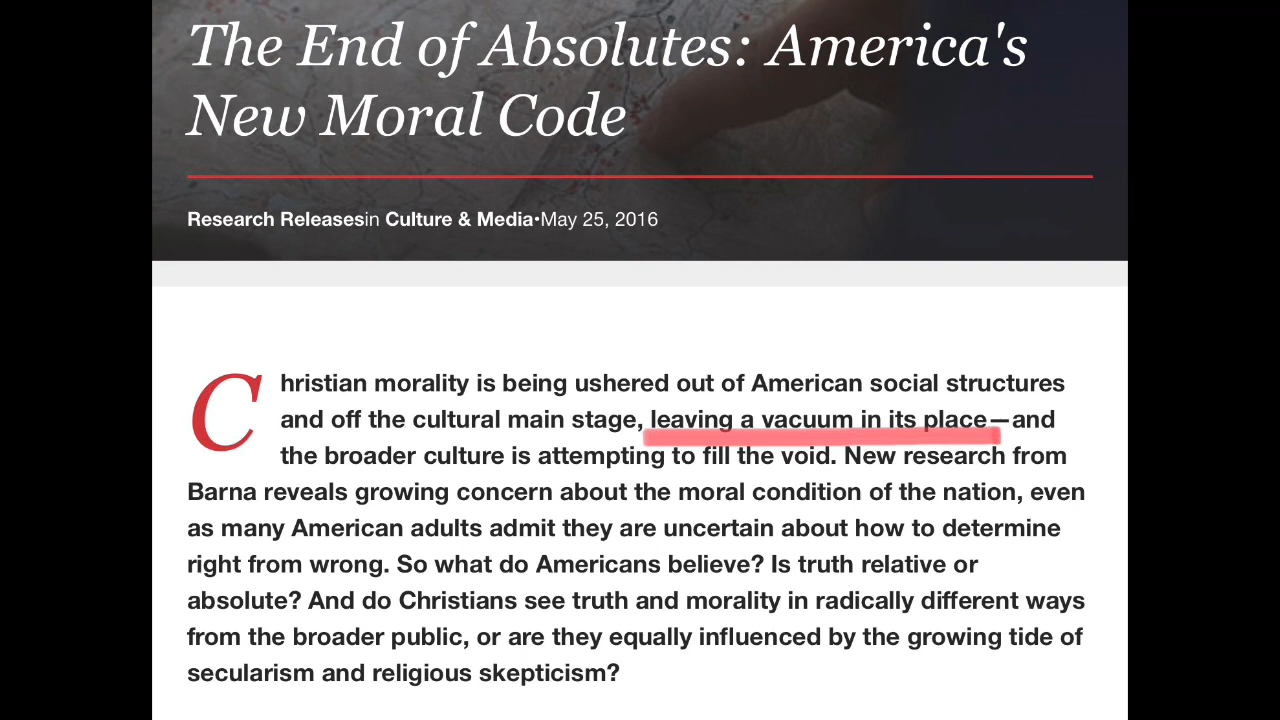 The End of Absolutes: America's
New Moral Code
Research Releasesin Culture & Media•May 25, 2016
Christian morality is being ushered out of American social structures
and off the cultural main stage, leaving a vacuum in its place—and
the broader culture is attempting to fill the void. New research from
Barna reveals growing concern about the moral condition of the nation, even
as many American adults admit they are uncertain about how to determine
right from wrong. So what do Americans believe? Is truth relative or
absolute? And do Christians see truth and morality in radically different ways
from the broader public, or are they equally influenced by the growing tide of
secularism and religious skepticism?